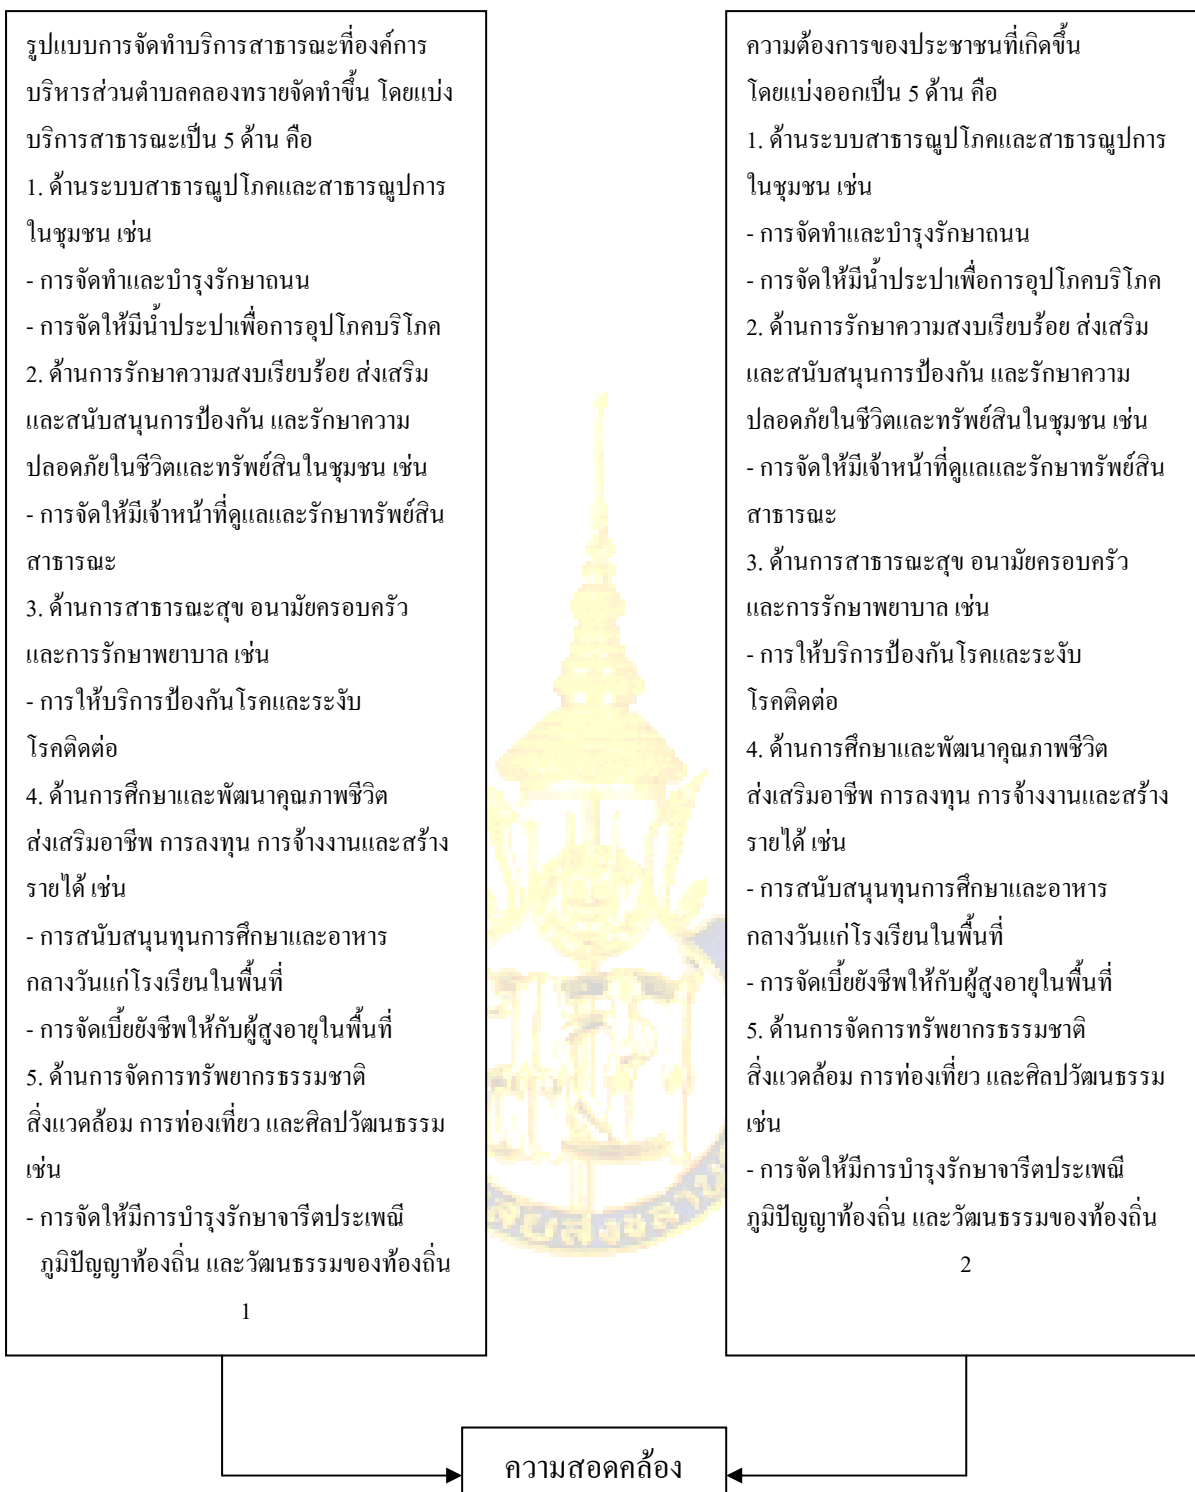 รูปแบบการจัดทำบริการสาธารณะที่องค์การ
บริหารส่วนตำบลคลองทรายจัดทำขึ้น โดยแบ่ง
บริการสาธารณะเป็น 5 ด้าน คือ
1. ด้านระบบสาธารณูปโภคและสาธารณูปการ
ในชุมชน เช่น
- การจัดทำและบำรุงรักษาถนน
- การจัดให้มีน้ำประปาเพื่อการอุปโภคบริโภค
2. ด้านการรักษาความสงบเรียบร้อย ส่งเสริม
และสนับสนุนการป้องกัน และรักษาความ
ปลอดภัยในชีวิตและทรัพย์สินในชุมชน เช่น
- การจัดให้มีเจ้าหน้าที่ดูแลและรักษาทรัพย์สิน
สาธารณะ
3. ด้านการสาธารณะสุข อนามัยครอบครัว
และการรักษาพยาบาล เช่น
- การให้บริการป้องกันโรคและระงับ
โรคติดต่อ
4. ด้านการศึกษาและพัฒนาคุณภาพชีวิต
ส่งเสริมอาชีพ การลงทุน การจ้างงานและสร้าง
รายได้ เช่น
- การสนับสนุนทุนการศึกษาและอาหาร
กลางวันแก่โรงเรียนในพื้นที่
- การจัดเบี้ยยังชีพให้กับผู้สูงอายุในพื้นที่
5. ด้านการจัดการทรัพยากรธรรมชาติ
สิ่งแวดล้อม การท่องเที่ยว และศิลปวัฒนธรรม
เช่น
- การจัดให้มีการบำรุงรักษาจารีตประเพณี
ภูมิปัญญาท้องถิ่น และวัฒนธรรมของท้องถิ่น
1
ความต้องการของประชาชนที่เกิดขึ้น
โดยแบ่งออกเป็น 5 ด้าน คือ
1. ด้านระบบสาธารณูปโภคและสาธารณูปการ
ในชุมชน เช่น
- การจัดทำและบำรุงรักษาถนน
- การจัดให้มีน้ำประปาเพื่อการอุปโภคบริโภค
2. ด้านการรักษาความสงบเรียบร้อย ส่งเสริม
และสนับสนุนการป้องกัน และรักษาความ
ปลอดภัยในชีวิตและทรัพย์สินในชุมชน เช่น
- การจัดให้มีเจ้าหน้าที่ดูแลและรักษาทรัพย์สิน
สาธารณะ
3. ด้านการสาธารณะสุข อนามัยครอบครัว
และการรักษาพยาบาล เช่น
- การให้บริการป้องกันโรคและระงับ
โรคติดต่อ
4. ด้านการศึกษาและพัฒนาคุณภาพชีวิต
ส่งเสริมอาชีพ การลงทุน การจ้างงานและสร้าง
รายได้ เช่น
- การสนับสนุนทุนการศึกษาและอาหาร
กลางวันแก่โรงเรียนในพื้นที่
- การจัดเบี้ยยังชีพให้กับผู้สูงอายุในพื้นที่
5. ด้านการจัดการทรัพยากรธรรมชาติ
สิ่งแวดล้อม การท่องเที่ยว และศิลปวัฒนธรรม
เช่น
- การจัดให้มีการบำรุงรักษาจารีตประเพณี
ภูมิปัญญาท้องถิ่น และวัฒนธรรมของท้องถิ่น
2
ความสอดคล้อง